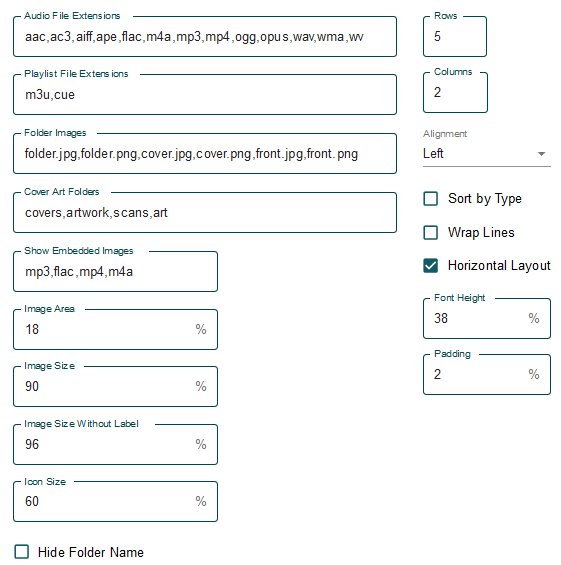 Audio File Extensions
aac,ac3,aiff,ape,flac,m4a,mp3,mp4,ogg,opus,wav,wma,wv
Playlist File Extensions
m3u,cue
Folder Images
folder.jpg,folder.png,cover.jpg,cover.png,front.jpg,front.png
Cover Art Folders
covers,artwork,scans,art
Show Embedded Images
mp3,flac,mp4,m4a
Image Area
18 %
Image Size
90 %
Image Size Without Label
96 %
Icon Size
60 %
Hide Folder Name
Rows
5
Columns
2
Alignment
Left
Sort by Type
Wrap Lines
Horizontal Layout
Font Height
38 %
Padding
2 %